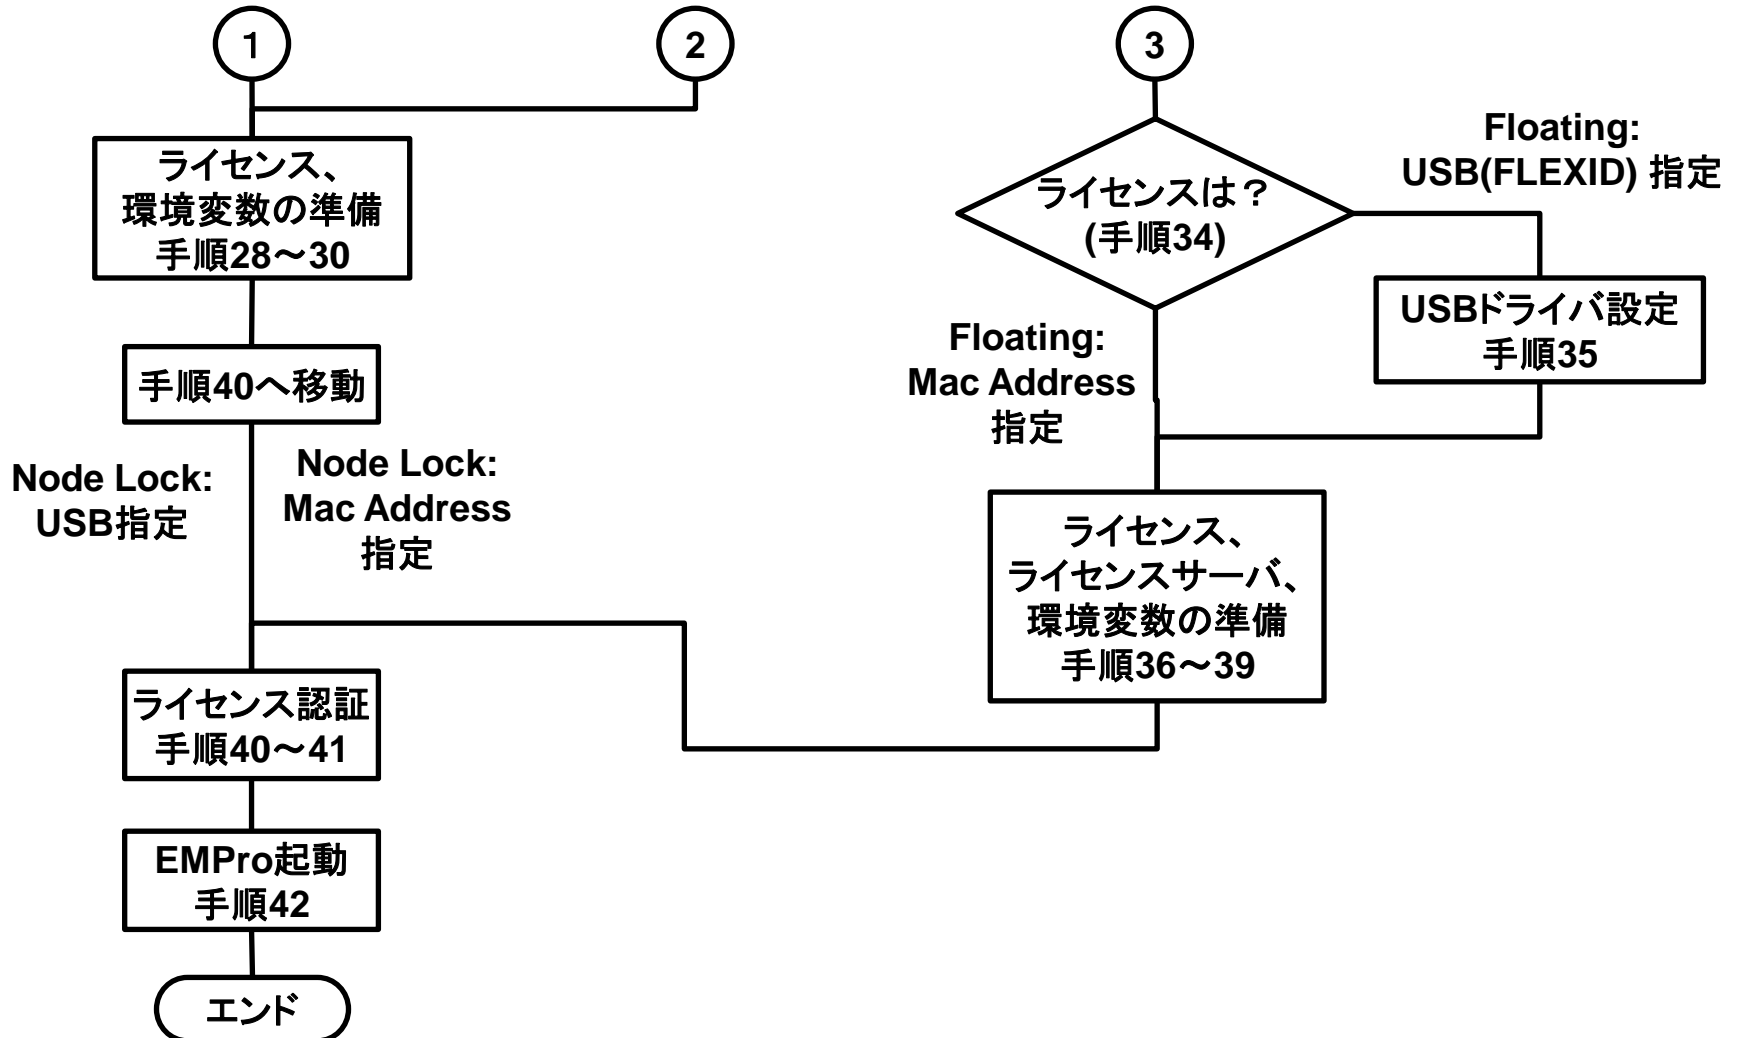 1
2
3
ライセンス、
環境変数の準備
手順28～30
手順40へ移動
Node Lock:
USB指定
Node Lock:
Mac Address
指定
ライセンス認証
手順40～41
EMPro起動
手順42
エンド
ライセンスは？
(手順34)
Floating:
USB(FLEXID) 指定
USBドライバ設定
手順35
Floating:
Mac Address
指定
ライセンス、
ライセンスサーバ、
環境変数の準備
手順36～39